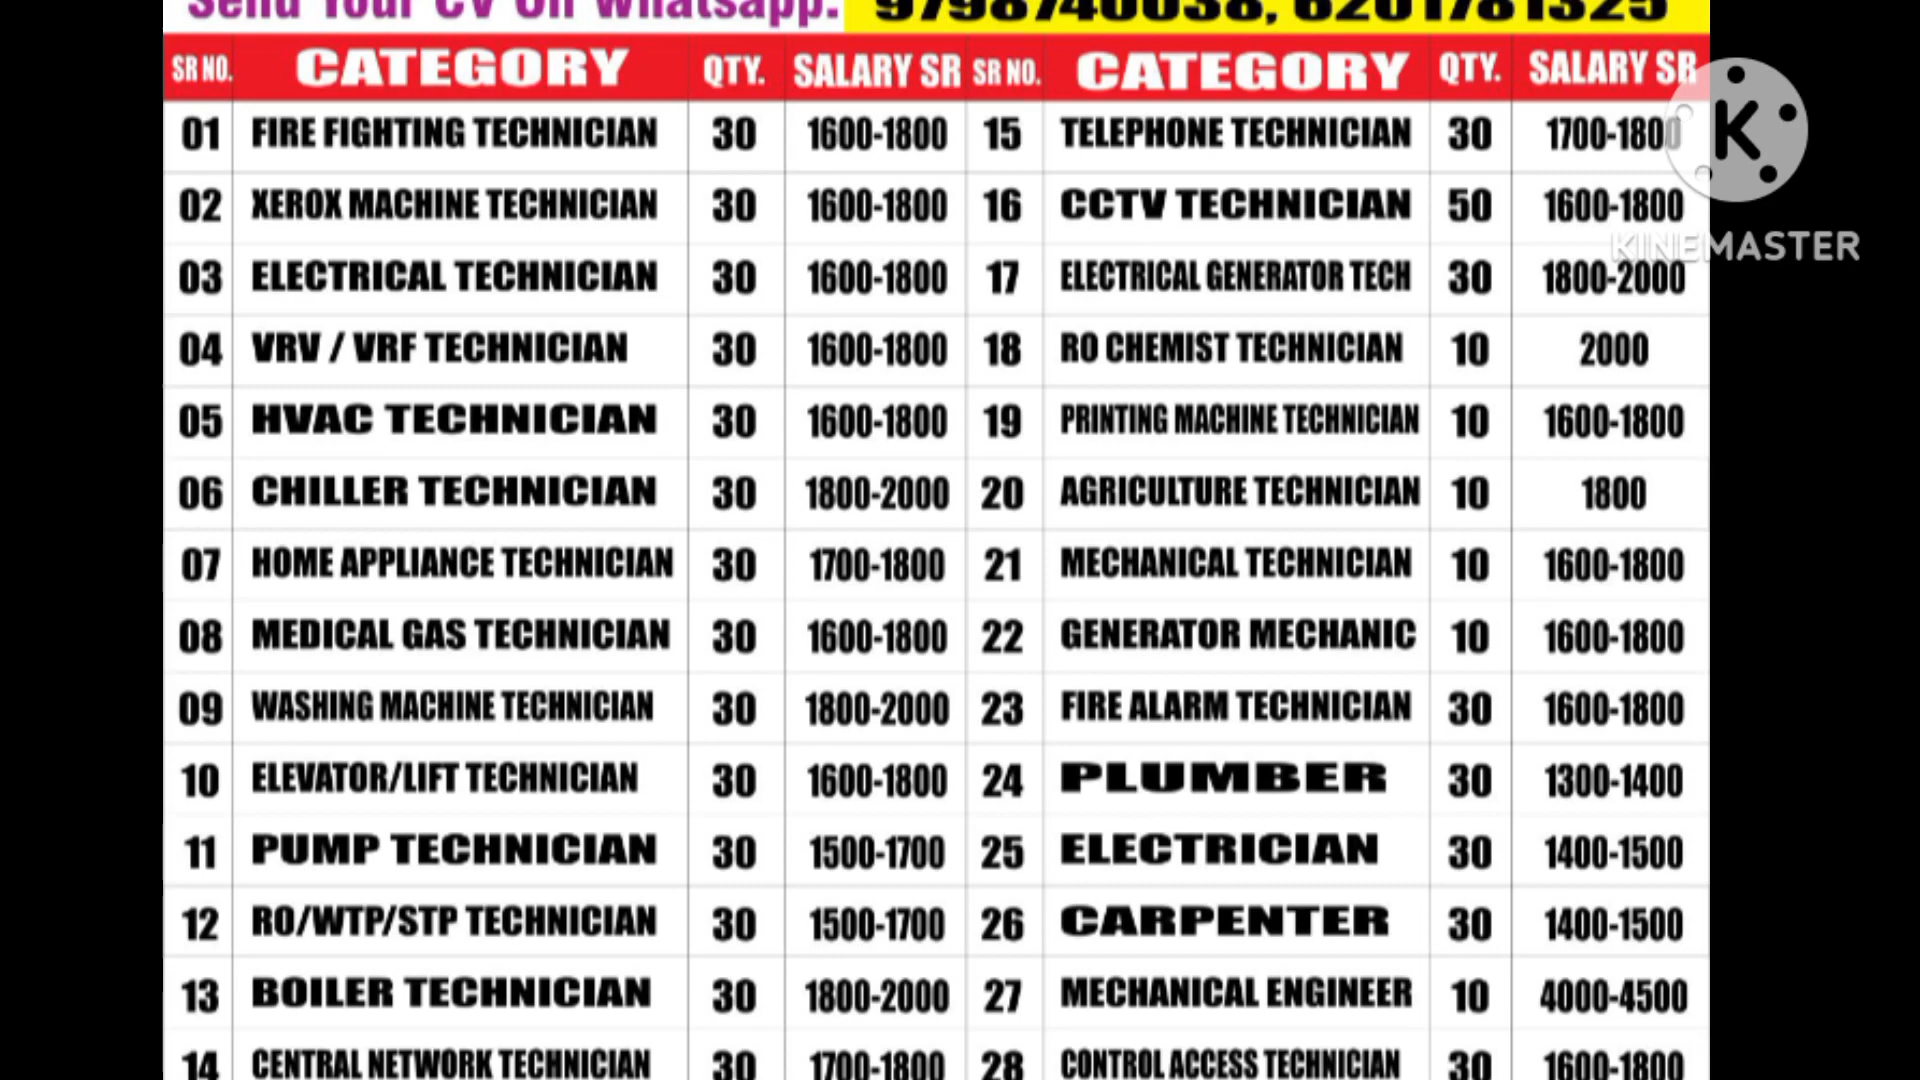 Send Your CV On Whatsapp: 9798740038, 6201781325
SR NO. CATEGORY QTY. SALARY SR SR NO. CATEGORY QTY. SALARY SR
01 FIRE FIGHTING TECHNICIAN 30 1600-1800 15 TELEPHONE TECHNICIAN 30 1700-1800
02 XEROX MACHINE TECHNICIAN 30 1600-1800 16 CCTV TECHNICIAN 50 1600-1800
03 ELECTRICAL TECHNICIAN 30 1600-1800 17 ELECTRICAL GENERATOR TECH 30 1800-2000
04 VRV / VRF TECHNICIAN 30 1600-1800 18 RO CHEMIST TECHNICIAN 10 2000
05 HVAC TECHNICIAN 30 1600-1800 19 PRINTING MACHINE TECHNICIAN 10 1600-1800
06 CHILLER TECHNICIAN 30 1800-2000 20 AGRICULTURE TECHNICIAN 10 1800
07 HOME APPLIANCE TECHNICIAN 30 1700-1800 21 MECHANICAL TECHNICIAN 10 1600-1800
08 MEDICAL GAS TECHNICIAN 30 1600-1800 22 GENERATOR MECHANIC 10 1600-1800
09 WASHING MACHINE TECHNICIAN 30 1800-2000 23 FIRE ALARM TECHNICIAN 30 1600-1800
10 ELEVATOR/LIFT TECHNICIAN 30 1600-1800 24 PLUMBER 30 1300-1400
11 PUMP TECHNICIAN 30 1500-1700 25 ELECTRICIAN 30 1400-1500
12 RO/WTP/STP TECHNICIAN 30 1500-1700 26 CARPENTER 30 1400-1500
13 BOILER TECHNICIAN 30 1800-2000 27 MECHANICAL ENGINEER 10 4000-4500
14 CENTRAL NETWORK TECHNICIAN 30 1700-1800 28 CONTROL ACCESS TECHNICIAN 30 1600-1800
K
KINEMASTER